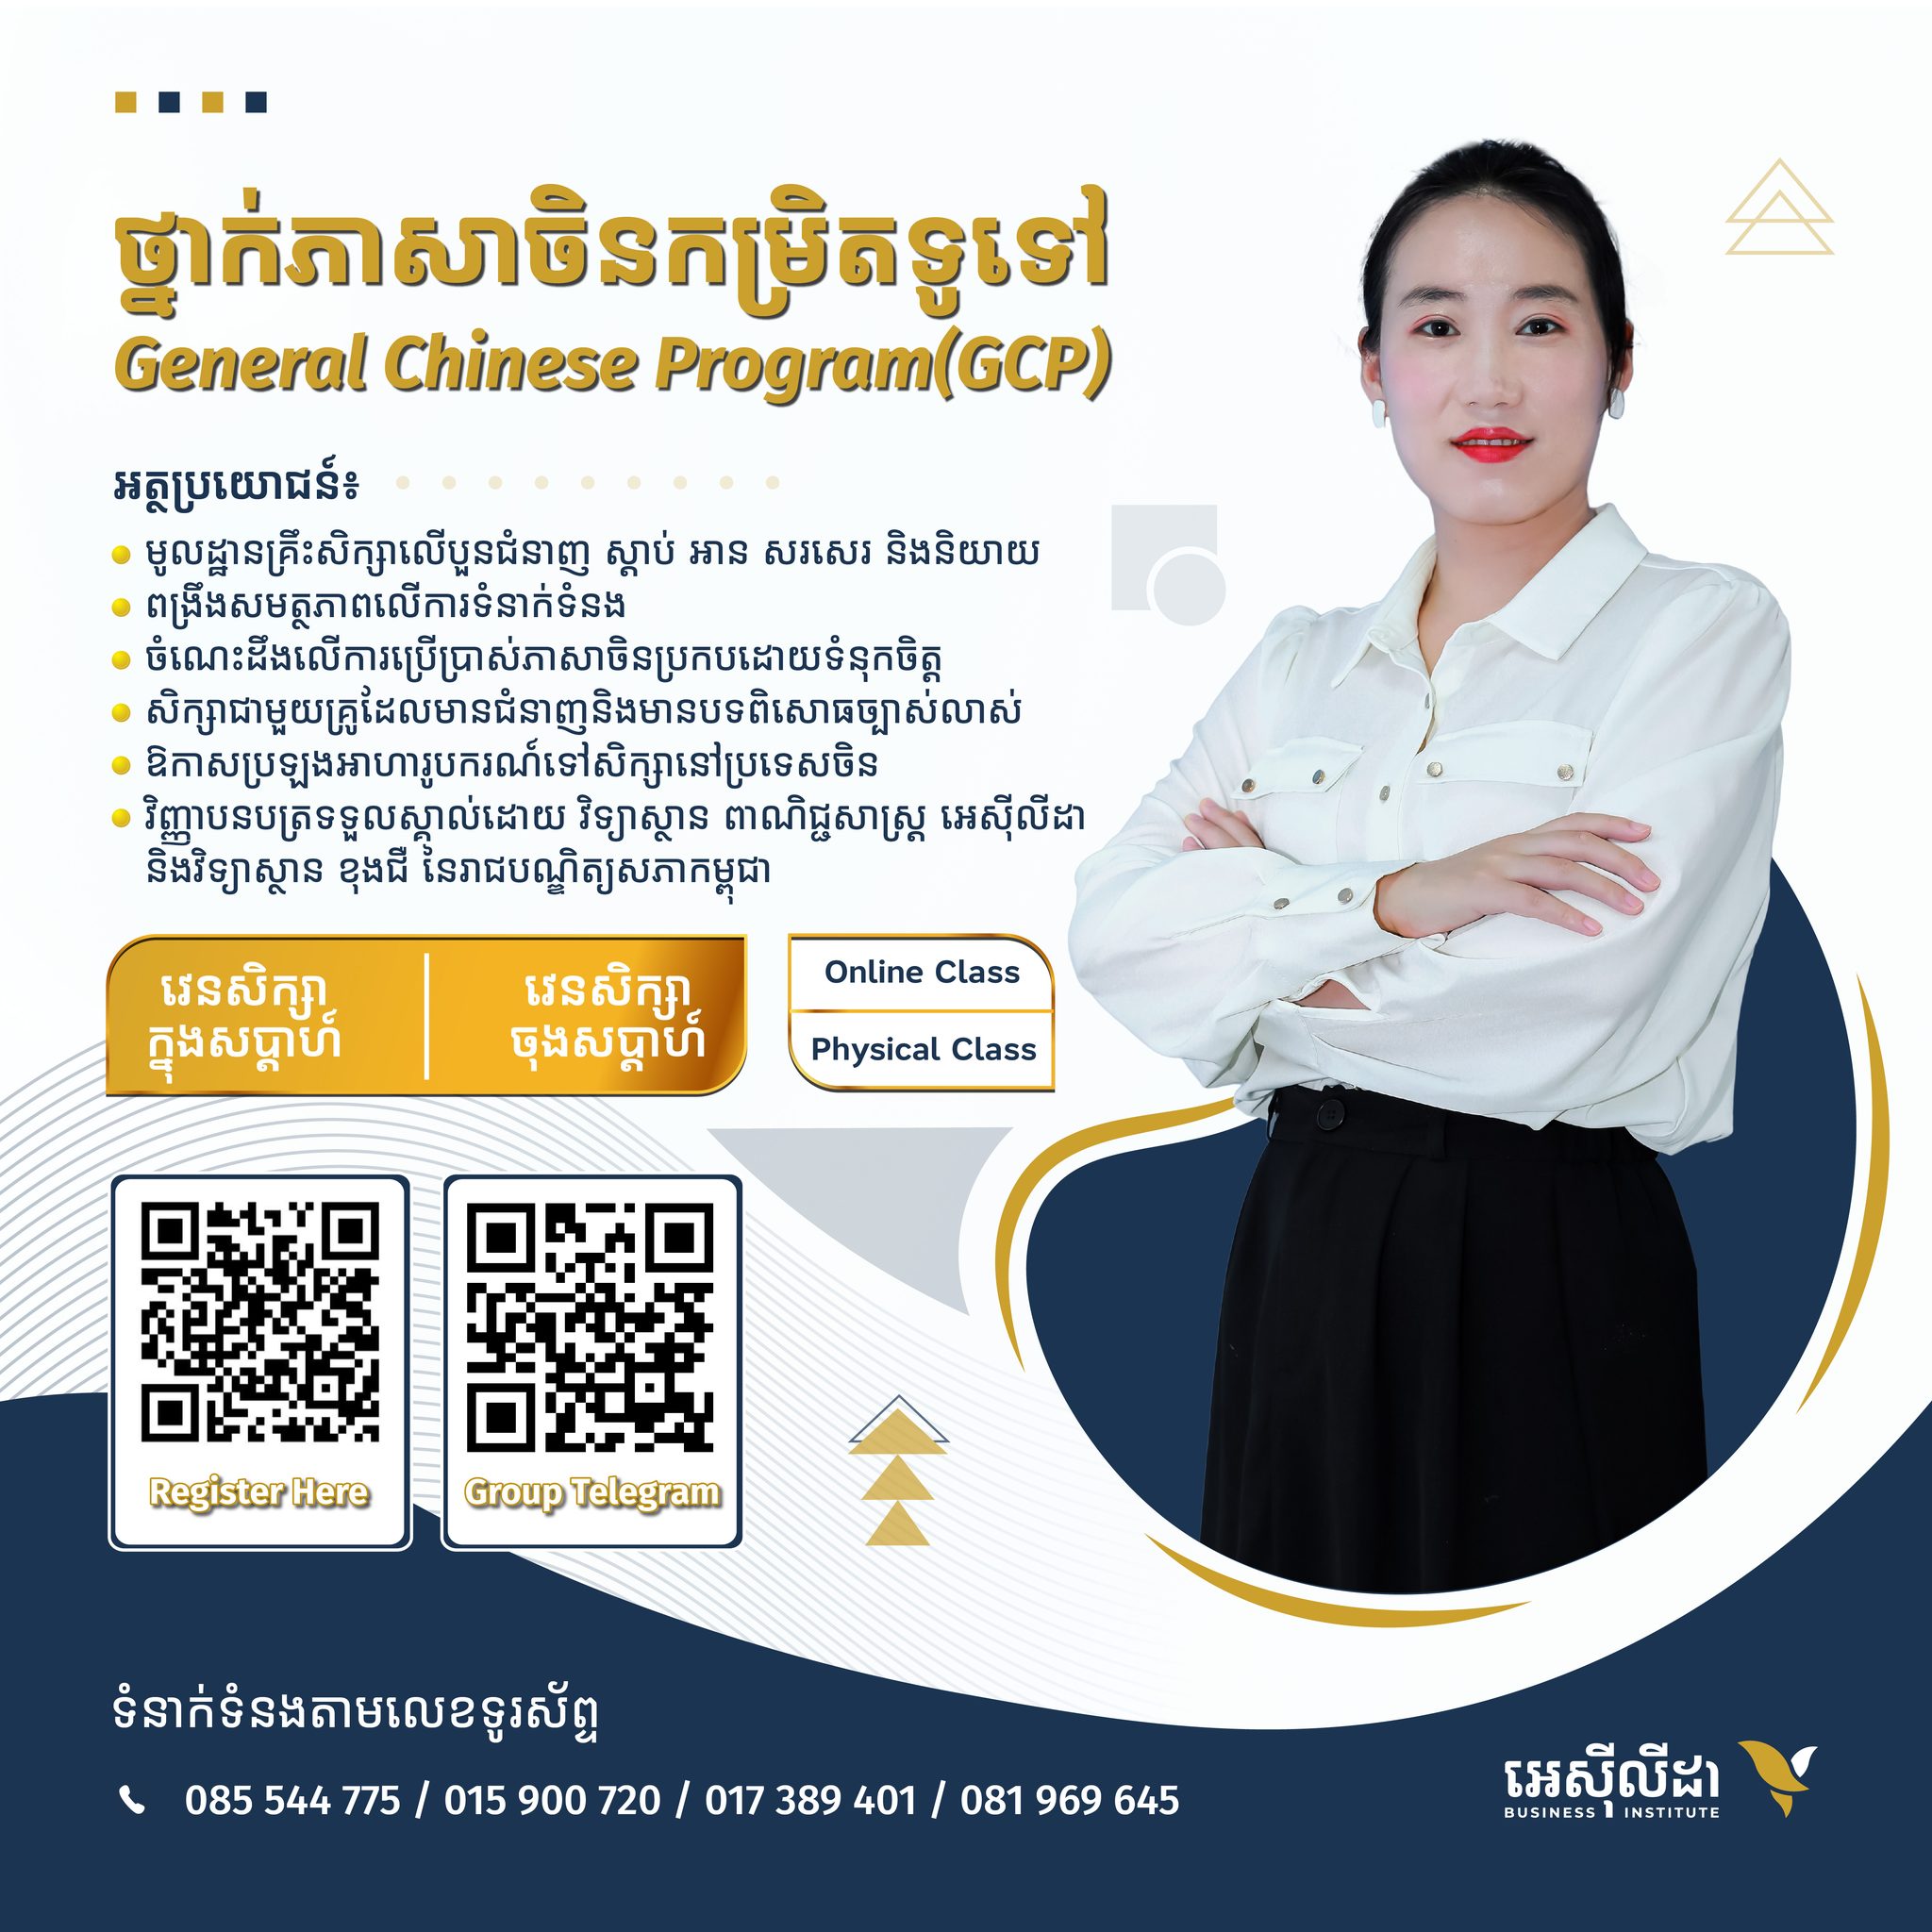 ថ្នាក់ភាសាចិនកម្រិតទូទៅ
General Chinese Program(GCP)
អត្ថប្រយោជន៍៖
មូលដ្ឋានគ្រឹះសិក្សាលើបួនជំនាញ ស្តាប់ អាន សរសេរ និងនិយាយ
ពង្រឹងសមត្ថភាពលើការទំនាក់ទំនង
ចំណេះដឹងលើការប្រើប្រាស់ភាសាចិនប្រកបដោយទំនុកចិត្ត
សិក្សាជាមួយគ្រូដែលមានជំនាញនិងមានបទពិសោធច្បាស់លាស់
ឱកាសប្រឡងអាហារូបករណ៍ទៅសិក្សានៅប្រទេសចិន
វិញ្ញាបនបត្រទទួលស្គាល់ដោយ វិទ្យាស្ថាន ពាណិជ្ជសាស្ត្រ អេស៊ីលីដា
និងវិទ្យាស្ថាន ខុងជឺ នៃរាជបណ្ឌិត្យសភាកម្ពុជា
វេនសិក្សា
ក្នុងសប្តាហ៍
វេនសិក្សា
ចុងសប្តាហ៍
Online Class
Physical Class
Register Here
Group Telegram
ទំនាក់ទំនងតាមលេខទូរស័ព្ទ
085 544 775 / 015 900 720 / 017 389 401 / 081 969 645
អេស៊ីលីដា
BUSINESS INSTITUTE